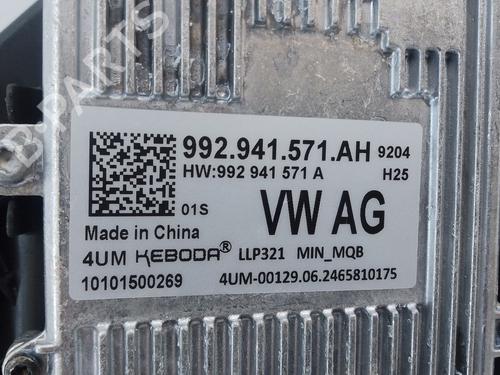 992.941.571.AH 9204
HW:992 941 571 A H25
01S VW AG
Made in China
4UM KEBODA® LLP321 MIN_MQB
10101500269 4UM-00129.06.2465810175
B-PARTS